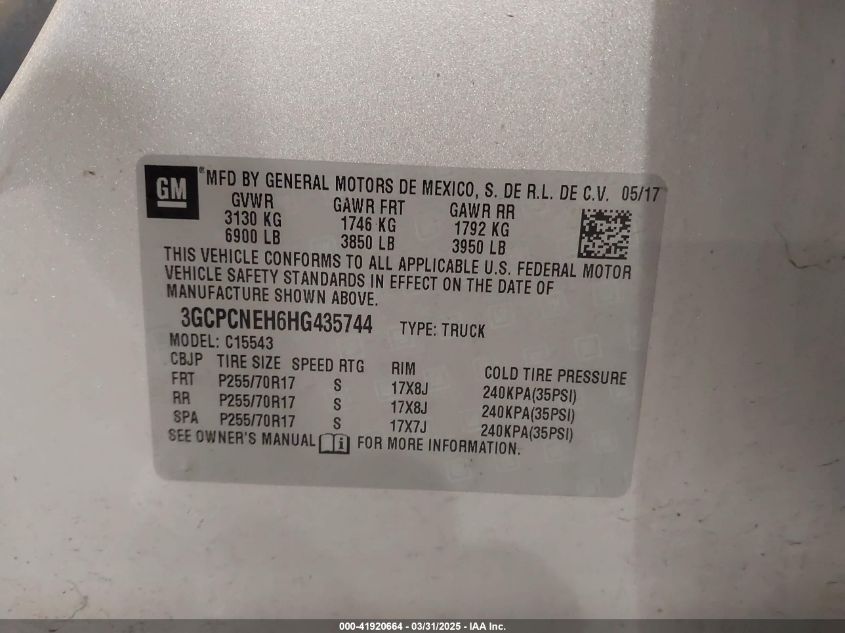 GM ® MFD BY GENERAL MOTORS DE MEXICO, S. DE R.L. DE C.V. 05/17
GVWR GAWR FRT GAWR RR
3130 KG 1746 KG 1792 KG
6900 LB 3850 LB 3950 LB
THIS VEHICLE CONFORMS TO ALL APPLICABLE U.S. FEDERAL MOTOR
VEHICLE SAFETY STANDARDS IN EFFECT ON THE DATE OF
MANUFACTURE SHOWN ABOVE.
3GCPCNEH6HG435744 TYPE: TRUCK
MODEL: C15543
CBJP TIRE SIZE SPEED RTG RIM COLD TIRE PRESSURE
FRT P255/70R17 S 17X8J 240KPA(35PSI)
RR P255/70R17 S 17X8J 240KPA(35PSI)
SPA P255/70R17 S 17X7J 240KPA(35PSI)
SEE OWNER'S MANUAL i FOR MORE INFORMATION.
000-41920664 - 03/31/2025 - IAA Inc.